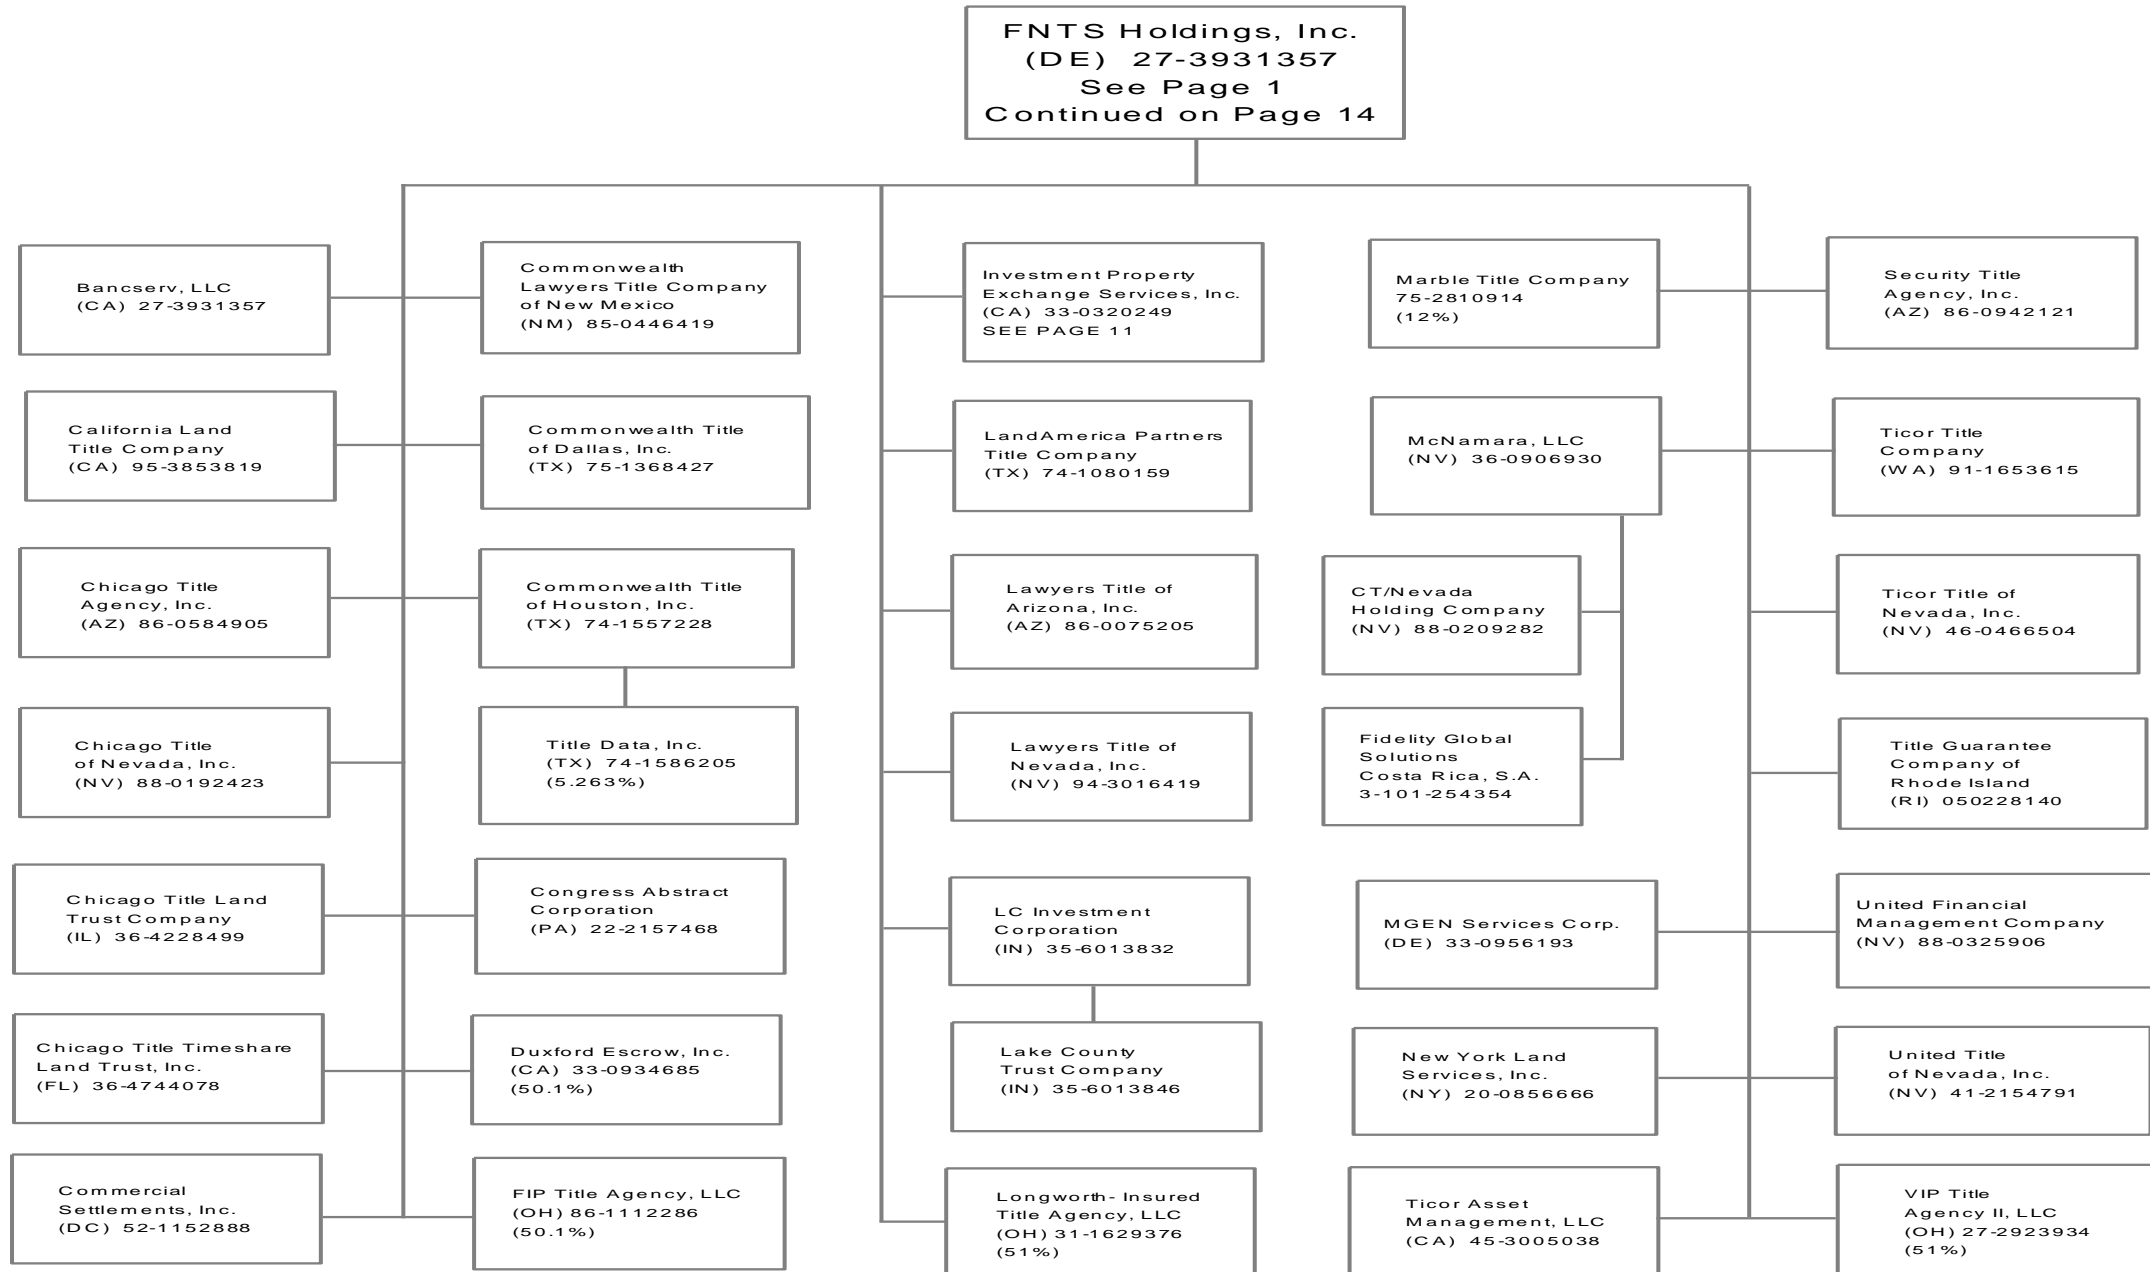 FNTS Holdings, Inc.
(DE) 27-3931357
See Page 1
Continued on Page 14
Bancserv, LLC
(CA) 27-3931357
California Land
Title Company
(CA) 95-3853819
Chicago Title
Agency, Inc.
(AZ) 86-0584905
Chicago Title
of Nevada, Inc.
(NV) 88-0192423
Chicago Title Land
Trust Company
(IL) 36-4228499
Chicago Title Timeshare
Land Trust, Inc.
(FL) 36-4744078
Commercial
Settlements, Inc.
(DC) 52-1152888
Commonwealth
Lawyers Title Company
of New Mexico
(NM) 85-0446419
Commonwealth Title
of Dallas, Inc.
(TX) 75-1368427
Commonwealth Title
of Houston, Inc.
(TX) 74-1557228
Title Data, Inc.
(TX) 74-1586205
(5.263%)
Congress Abstract
Corporation
(PA) 22-2157468
Duxford Escrow, Inc.
(CA) 33-0934685
(50.1%)
FIP Title Agency, LLC
(OH) 86-1112286
(50.1%)
Investment Property
Exchange Services, Inc.
(CA) 33-0320249
SEE PAGE 11
LandAmerica Partners
Title Company
(TX) 74-1080159
Lawyers Title of
Arizona, Inc.
(AZ) 86-0075205
Lawyers Title of
Nevada, Inc.
(NV) 94-3016419
LC Investment
Corporation
(IN) 35-6013832
Lake County
Trust Company
(IN) 35-6013846
Longworth- Insured
Title Agency, LLC
(OH) 31-1629376
(51%)
Marble Title Company
75-2810914
(12%)
McNamara, LLC
(NV) 36-0906930
CT/Nevada
Holding Company
(NV) 88-0209282
Fidelity Global
Solutions
Costa Rica, S.A.
3-101-254354
MGEN Services Corp.
(DE) 33-0956193
New York Land
Services, Inc.
(NY) 20-0856666
Ticor Asset
Management, LLC
(CA) 45-3005038
Security Title
Agency, Inc.
(AZ) 86-0942121
Ticor Title
Company
(WA) 91-1653615
Ticor Title of
Nevada, Inc.
(NV) 46-0466504
Title Guarantee
Company of
Rhode Island
(RI) 050228140
United Financial
Management Company
(NV) 88-0325906
United Title
of Nevada, Inc.
(NV) 41-2154791
VIP Title
Agency II, LLC
(OH) 27-2923934
(51%)